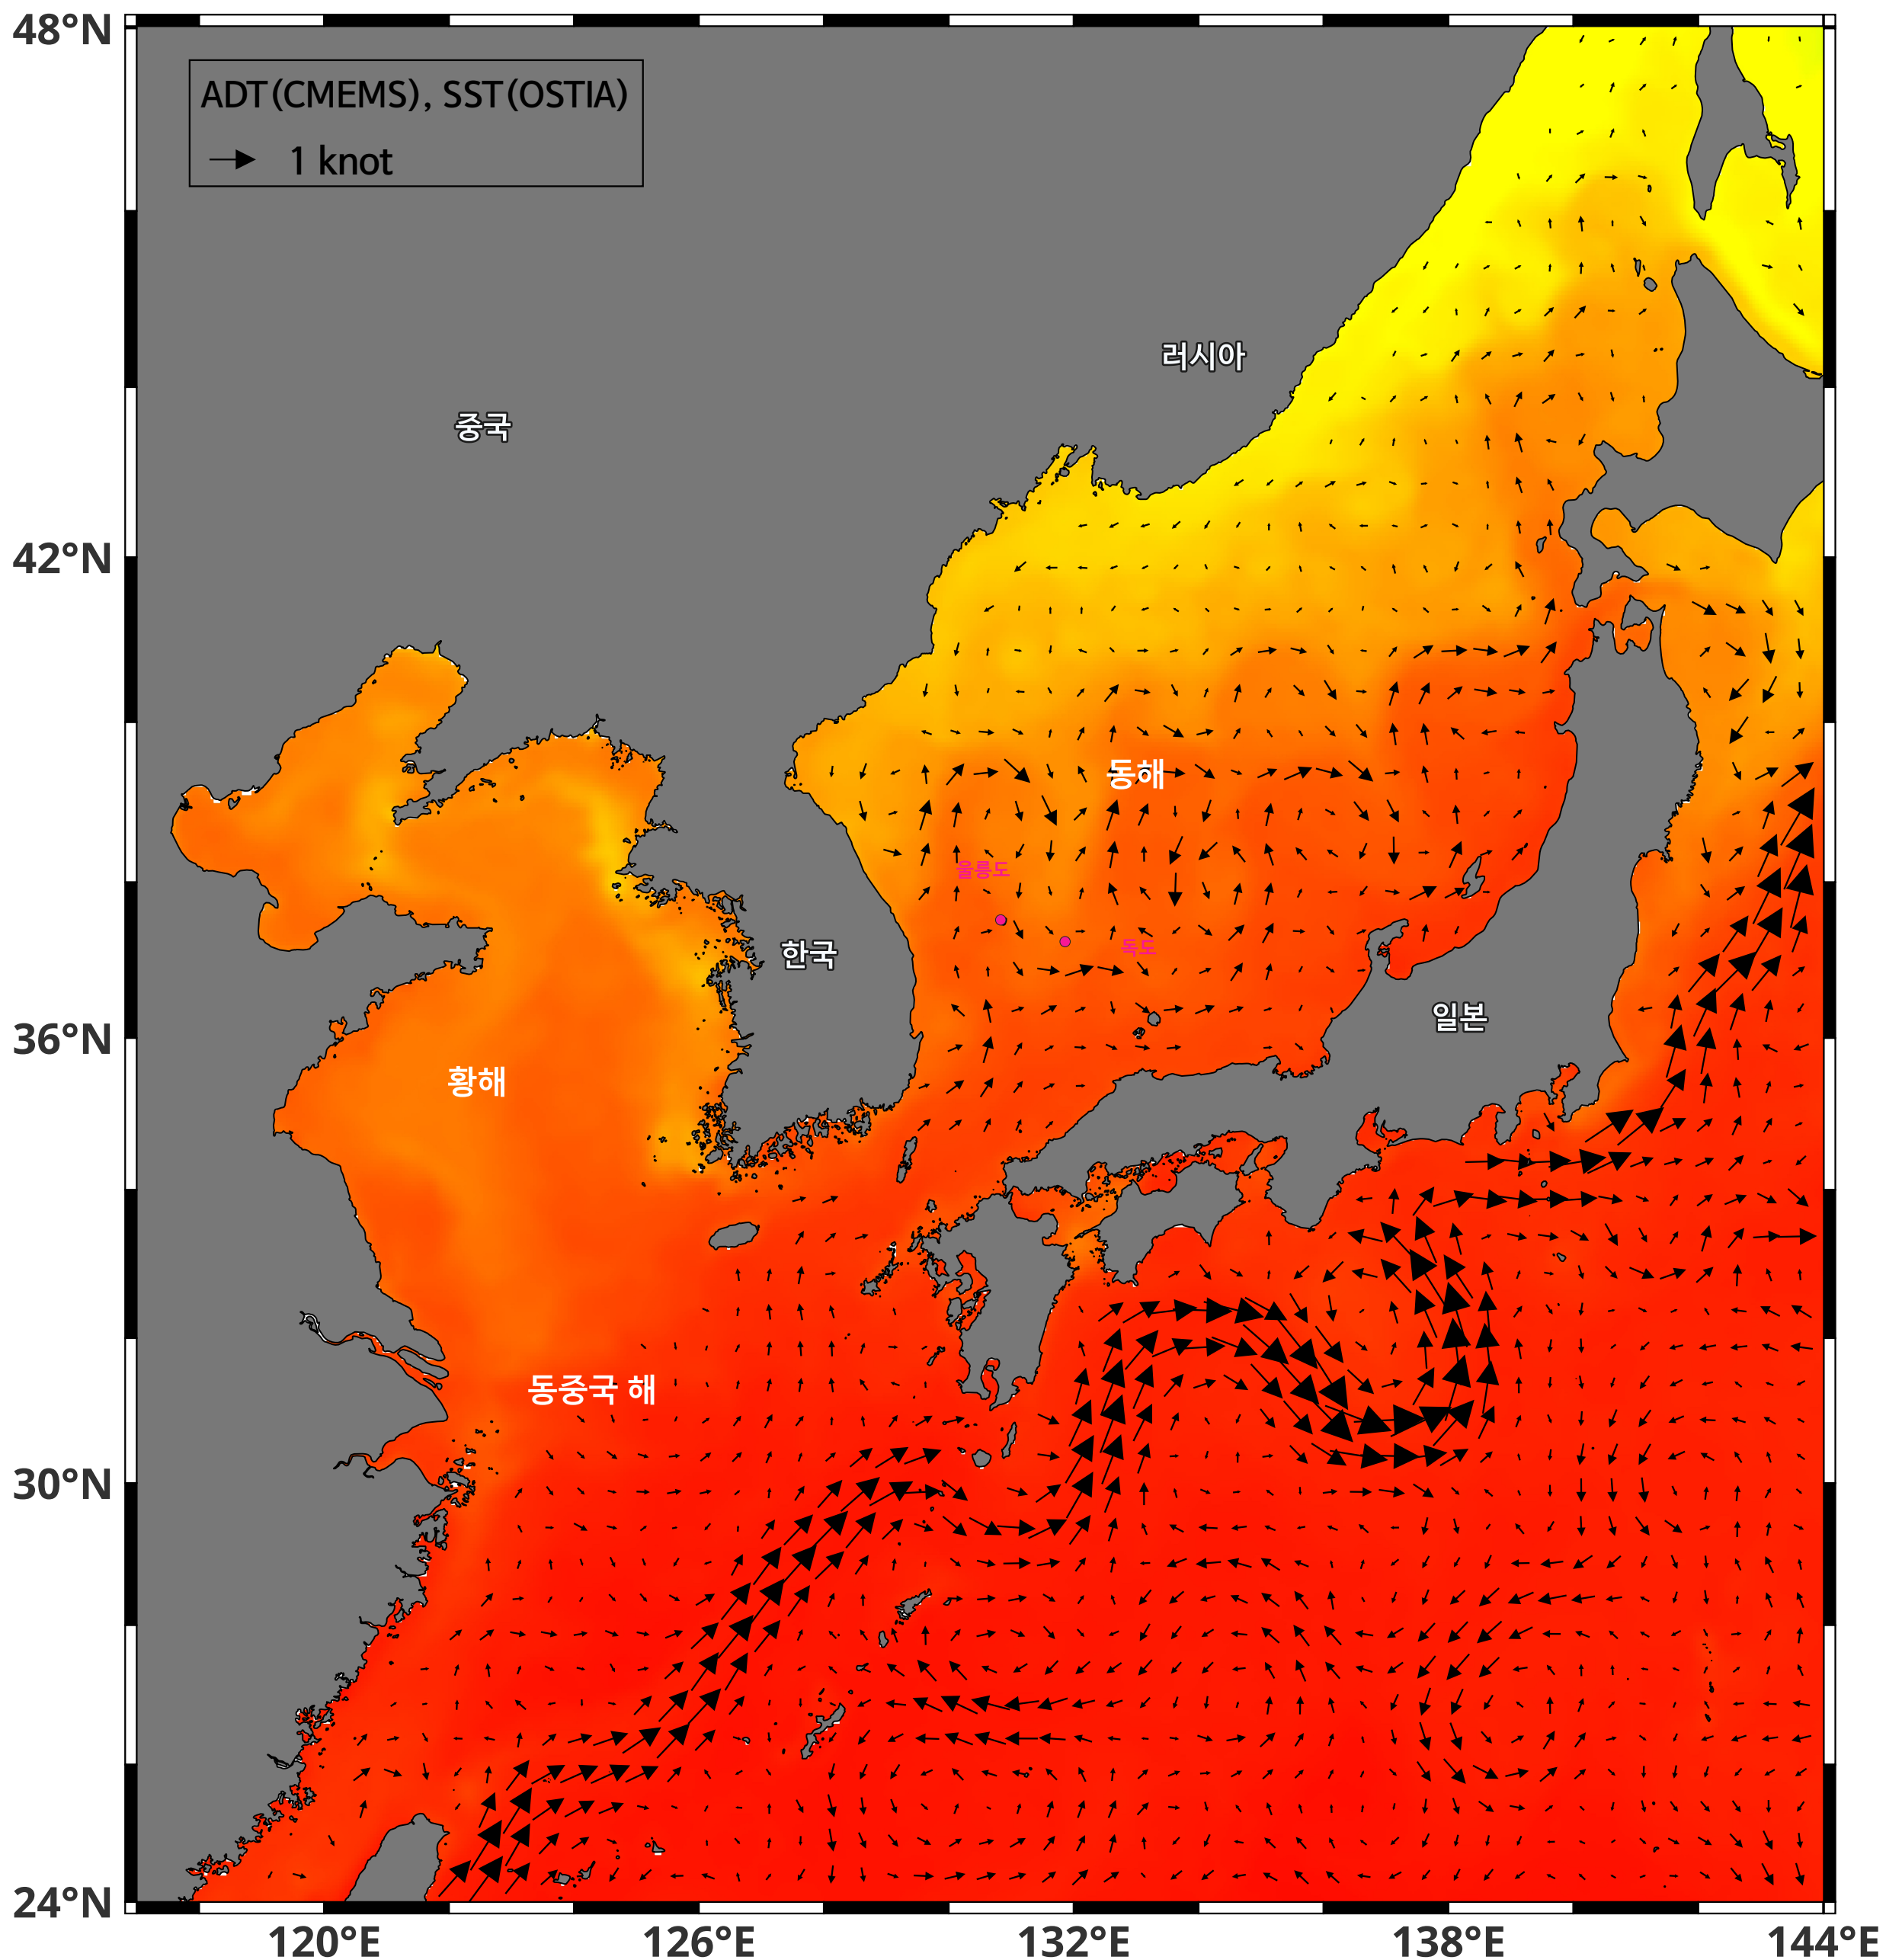 48°N
ADT(CMEMS), SST(OSTIA)
1 knot
러시아
중국
42°N
동해
울릉도
독도
한국
일본
36°N
황해
동중국 해
30°N
24°N
120°E 126°E 132°E 138°E 144°E